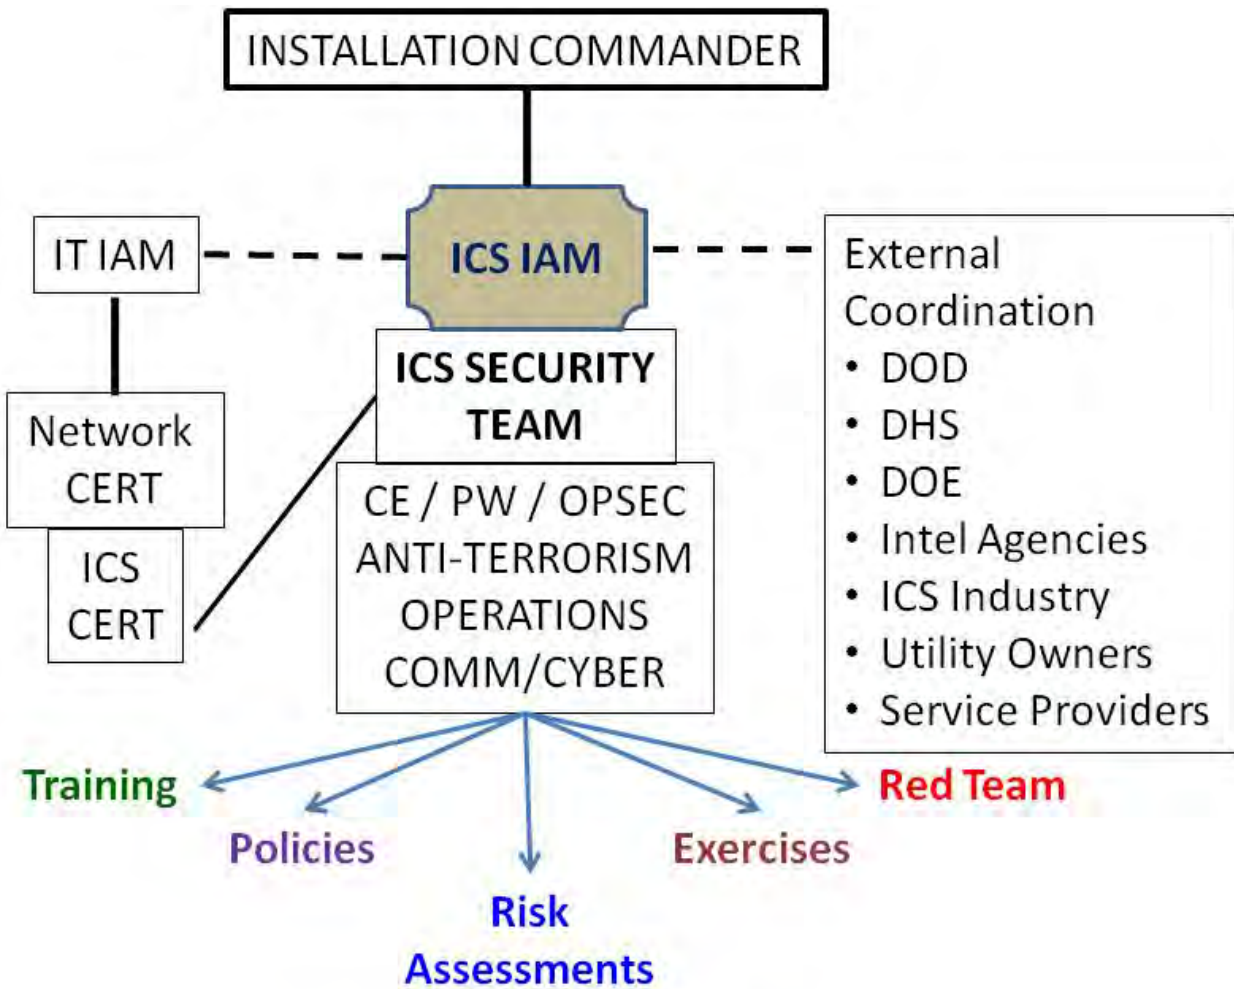 INSTALLATION COMMANDER
IT IAM
ICS IAM
External
Coordination
• DOD
• DHS
• DOE
• Intel Agencies
• ICS Industry
• Utility Owners
• Service Providers
ICS SECURITY
TEAM
Network
CERT
ICS
CERT
CE / PW / OPSEC
ANTI-TERRORISM
OPERATIONS
COMM/CYBER
Training
Policies
Risk
Assessments
Exercises
Red Team